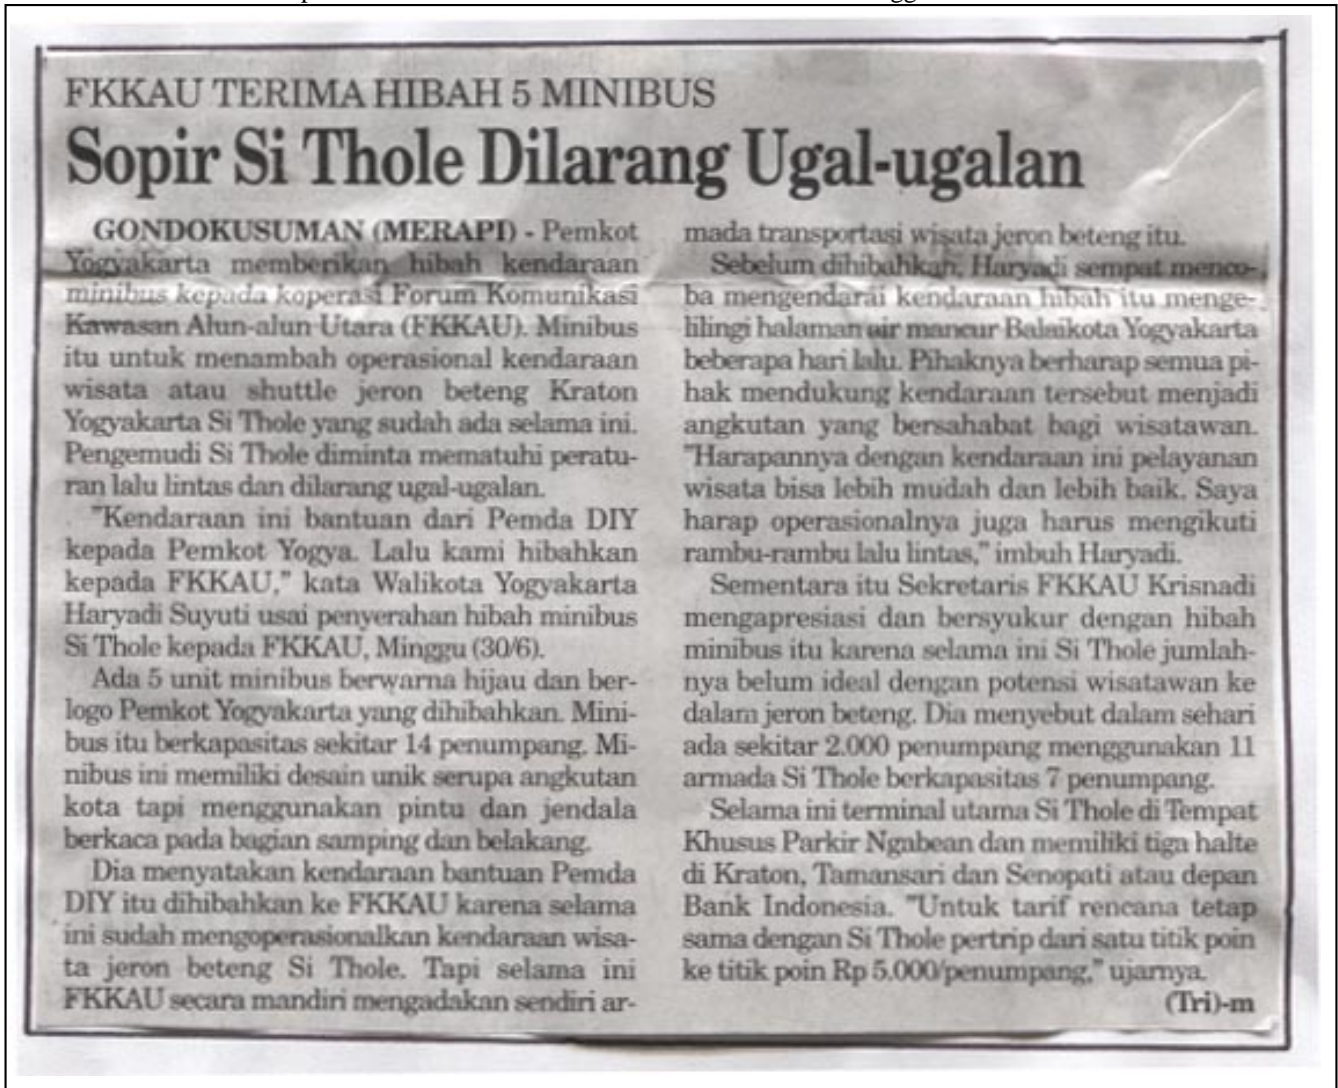 FKKAU TERIMA HIBAH 5 MINIBUS
Sopir Si Thole Dilarang Ugal-ugalan
GONDOKUSUMAN (MERAPI) - Pemkot
Yogyakarta memberikan hibah kendaraan
minibus kepada koperasi Forum Komunikasi
Kawasan Alun-alun Utara (FKKAU). Minibus
itu untuk menambah operasional kendaraan
wisata atau shuttle jeron beteng Kraton
Yogyakarta Si Thole yang sudah ada selama ini.
Pengemudi Si Thole diminta mematuhi peratu-
ran lalu lintas dan dilarang ugal-ugalan.
"Kendaraan ini bantuan dari Pemda DIY
kepada Pemkot Yogya. Lalu kami hibahkan
kepada FKKAU," kata Walikota Yogyakarta
Haryadi Suyuti usai penyerahan hibah minibus
Si Thole kepada FKKAU, Minggu (30/6).
Ada 5 unit minibus berwarna hijau dan ber-
logo Pemkot Yogyakarta yang dihibahkan. Mini-
bus itu berkapasitas sekitar 14 penumpang. Mi-
nibus ini memiliki desain unik serupa angkutan
kota tapi menggunakan pintu dan jendala
berkaca pada bagian samping dan belakang.
Dia menyatakan kendaraan bantuan Pemda
DIY itu dihibahkan ke FKKAU karena selama
ini sudah mengoperasionalkan kendaraan wisa-
ta jeron beteng Si Thole. Tapi selama ini
FKKAU secara mandiri mengadakan sendiri ar-
mada transportasi wisata jeron beteng itu.
Sebelum dihibahkan, Haryadi sempat menco-
ba mengendarai kendaraan hibah itu menge-
lilingi halaman air mancur Balaikota Yogyakarta
beberapa hari lalu. Pihaknya berharap semua pi-
hak mendukung kendaraan tersebut menjadi
angkutan yang bersahabat bagi wisatawan.
"Harapannya dengan kendaraan ini pelayanan
wisata bisa lebih mudah dan lebih baik. Saya
harap operasionalnya juga harus mengikuti
rambu-rambu lalu lintas," imbuh Haryadi.
Sementara itu Sekretaris FKKAU Krisnadi
mengapresiasi dan bersyukur dengan hibah
minibus itu karena selama ini Si Thole jumlah-
nya belum ideal dengan potensi wisatawan ke
dalam jeron beteng. Dia menyebut dalam sehari
ada sekitar 2.000 penumpang menggunakan 11
armada Si Thole berkapasitas 7 penumpang.
Selama ini terminal utama Si Thole di Tempat
Khusus Parkir Ngabean dan memiliki tiga halte
di Kraton, Tamansari dan Senopati atau depan
Bank Indonesia. "Untuk tarif rencana tetap
sama dengan Si Thole pertrip dari satu titik poin
ke titik poin Rp 5.000/penumpang," ujarnya.
(Tri)-m